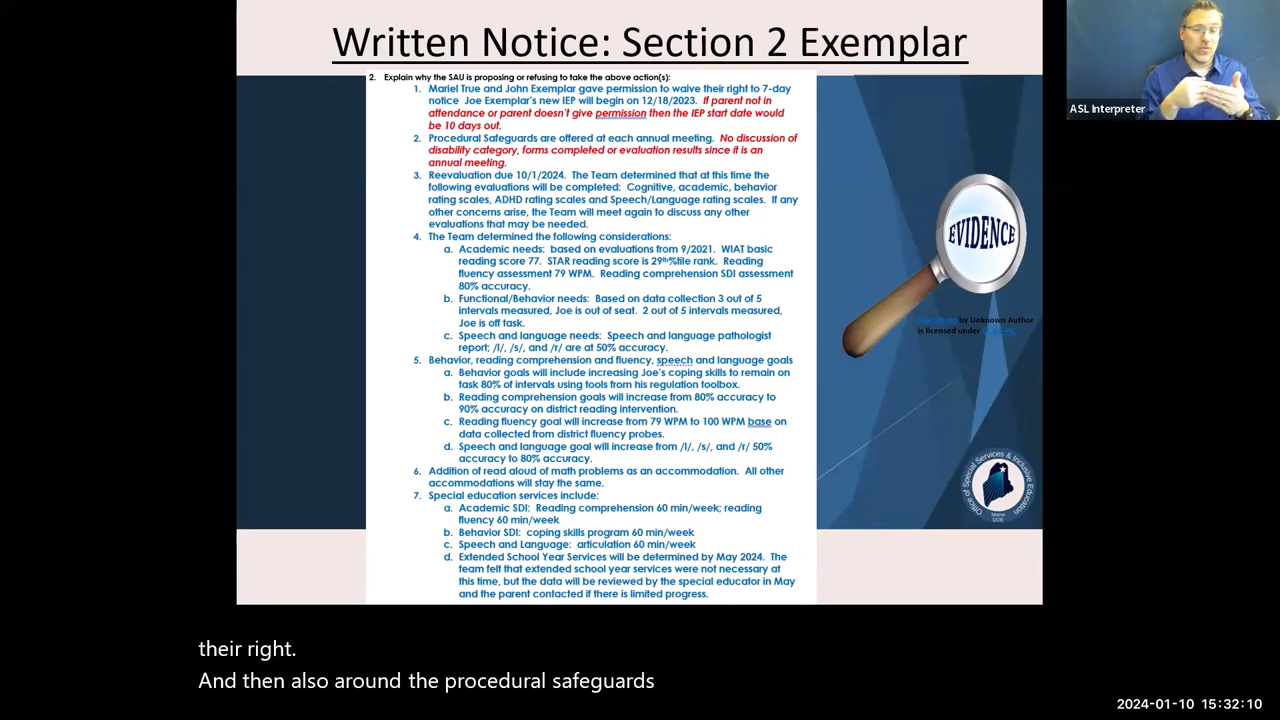 Written Notice: Section 2 Exemplar
2. Explain why the SAU is proposing or refusing to take the above action(s):
1. Mariel True and John Exemplar gave permission to waive their right to 7-day
notice Joe Exemplar's new IEP will begin on 12/18/2023. If parent not in
attendance or parent doesn't give permission then the IEP start date would
be 10 days out.
2. Procedural Safeguards are offered at each annual meeting. No discussion of
disability category, forms completed or evaluation results since it is an
annual meeting.
3. Reevaluation due 10/1/2024. The Team determined that at this time the
following evaluations will be completed: Cognitive, academic, behavior
rating scales, ADHD rating scales and Speech/Language rating scales. If any
other concerns arise, the Team will meet again to discuss any other
evaluations that may be needed.
4. The Team determined the following considerations:
a. Academic needs: based on evaluations from 9/2021. WIAT basic
reading score 77. STAR reading score is 29th%tile rank. Reading
fluency assessment 79 WPM. Reading comprehension SDI assessment
80% accuracy.
b. Functional/Behavior needs: Based on data collection 3 out of 5
intervals measured, Joe is out of seat. 2 out of 5 intervals measured,
Joe is off task.
c. Speech and language needs: Speech and language pathologist
report; /l/, /s/, and /r/ are at 50% accuracy.
5. Behavior, reading comprehension and fluency, speech and language goals
a. Behavior goals will include increasing Joe's coping skills to remain on
task 80% of intervals using tools from his regulation toolbox.
b. Reading comprehension goals will increase from 80% accuracy to
90% accuracy on district reading intervention.
c. Reading fluency goal will increase from 79 WPM to 100 WPM base on
data collected from district fluency probes.
d. Speech and language goal will increase from /l/, /s/, and /r/ 50%
accuracy to 80% accuracy.
6. Addition of read aloud of math problems as an accommodation. All other
accommodations will stay the same.
7. Special education services include:
a. Academic SDI: Reading comprehension 60 min/week; reading
fluency 60 min/week
b. Behavior SDI: coping skills program 60 min/week
c. Speech and Language: articulation 60 min/week
d. Extended School Year Services will be determined by May 2024. The
team felt that extended school year services were not necessary at
this time, but the data will be reviewed by the special educator in May
and the parent contacted if there is limited progress.
EVIDENCE
by Unknown Author
is licensed under
Office of Special Services & Inclusive Education
Maine
DOE
ASL Interpreter
their right.
And then also around the procedural safeguards
2024-01-10 15:32:10